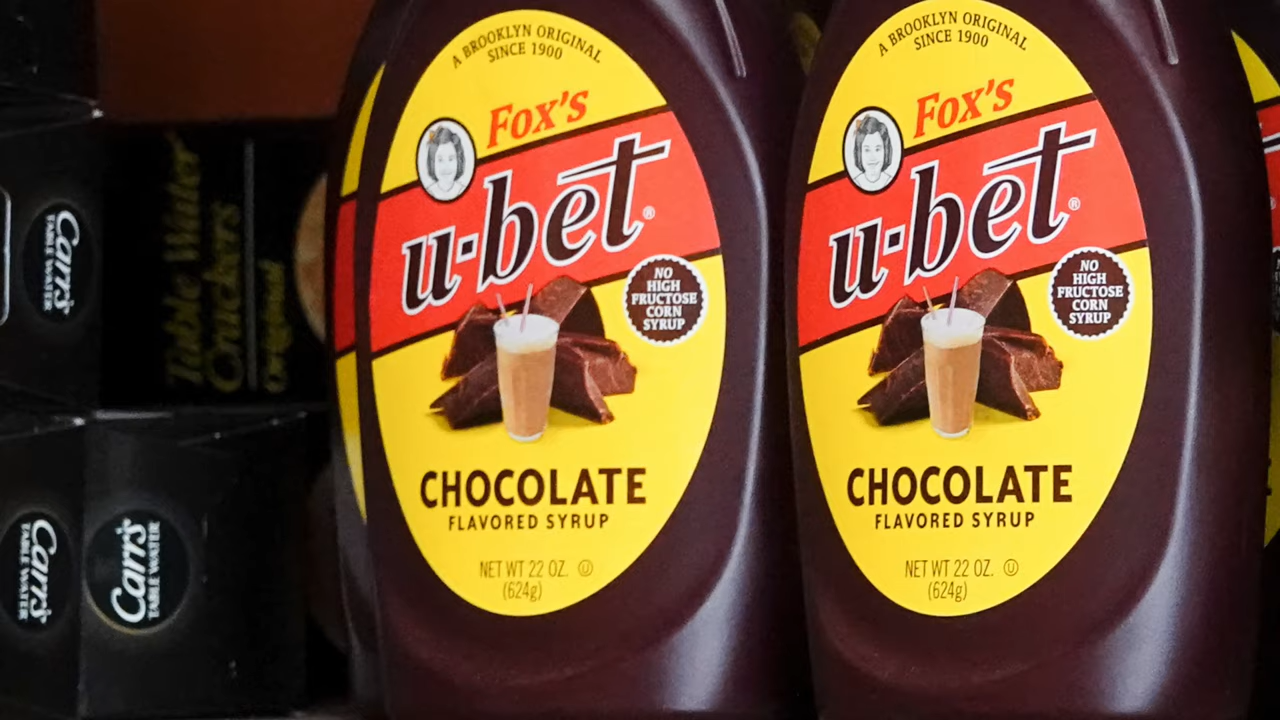 Carr's
TABLE WATER
Table Water
Crackers
Original
Carr's
TABLE WATER
Carr's
TABLE WATER
A BROOKLYN ORIGINAL
SINCE 1900
FOX'S
u-bet®
NO
HIGH
FRUCTOSE
CORN
SYRUP
CHOCOLATE
FLAVORED SYRUP
NET WT 22 OZ. Ⓤ
(624g)
A BROOKLYN ORIGINAL
SINCE 1900
FOX'S
u-bet®
NO
HIGH
FRUCTOSE
CORN
SYRUP
CHOCOLATE
FLAVORED SYRUP
NET WT 22 OZ. Ⓤ
(624g)